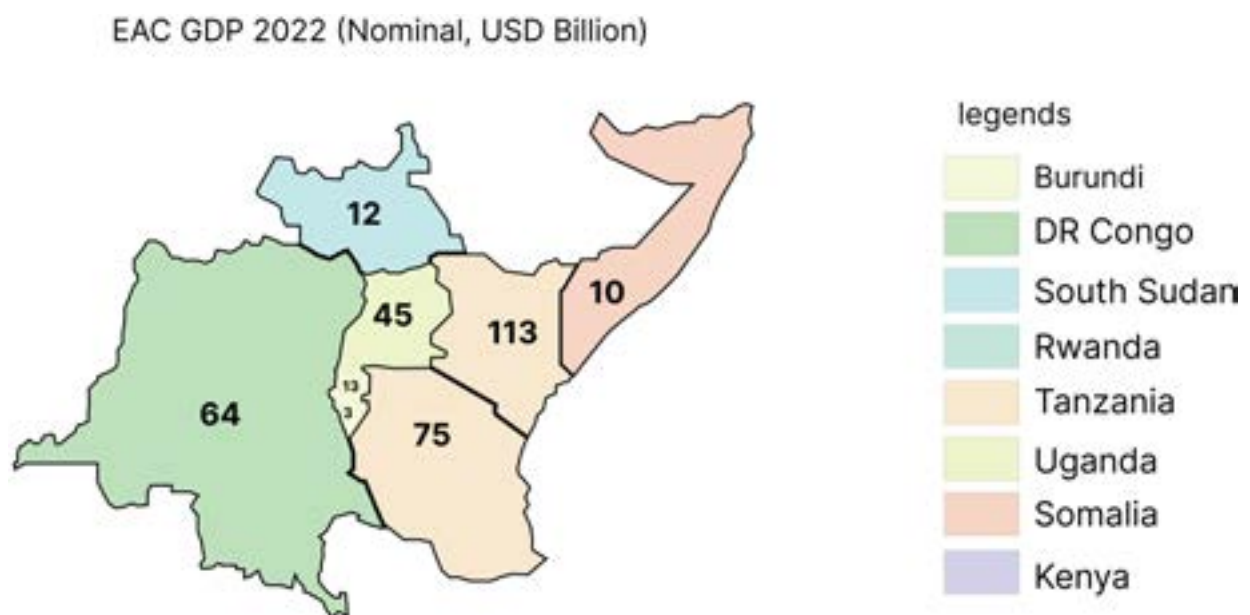 EAC GDP 2022 (Nominal, USD Billion)
legends
Burundi
DR Congo
South Sudan
Rwanda
Tanzania
Uganda
Somalia
Kenya
12
10
45
113
13
3
64
75